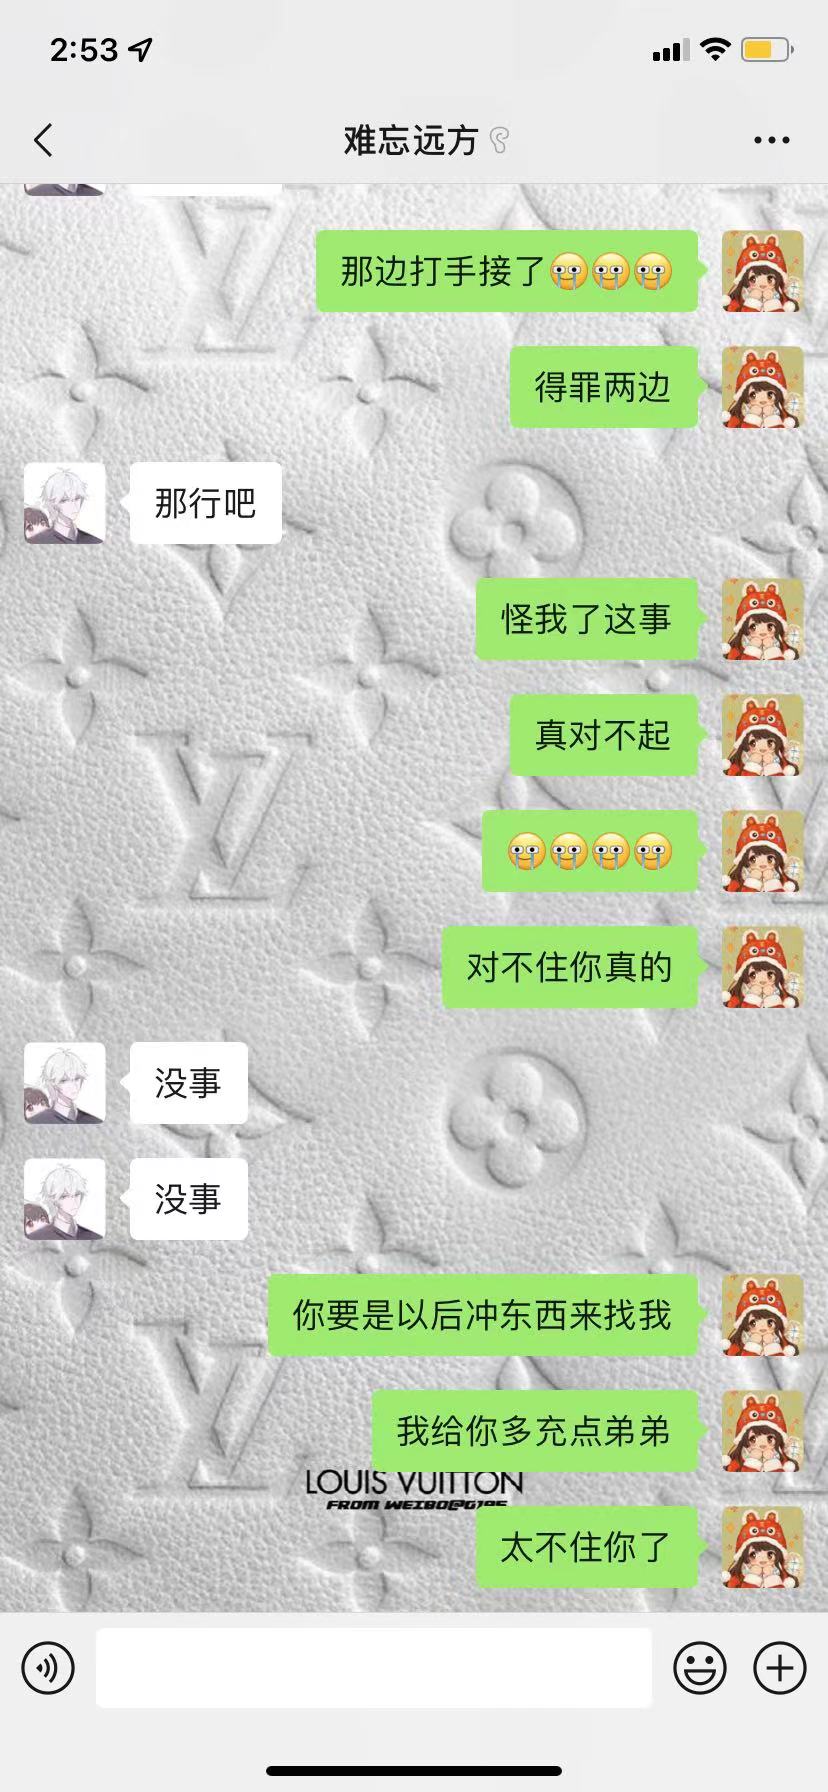 2:53
难忘远方
那边打手接了😭😭😭
得罪两边
那行吧
怪我了这事
真对不起
😭😭😭😭
对不住你真的
没事
没事
你要是以后冲东西来找我
我给你多充点弟弟
LOUIS VUITTON
FROM WEIBO@G195
太不住你了